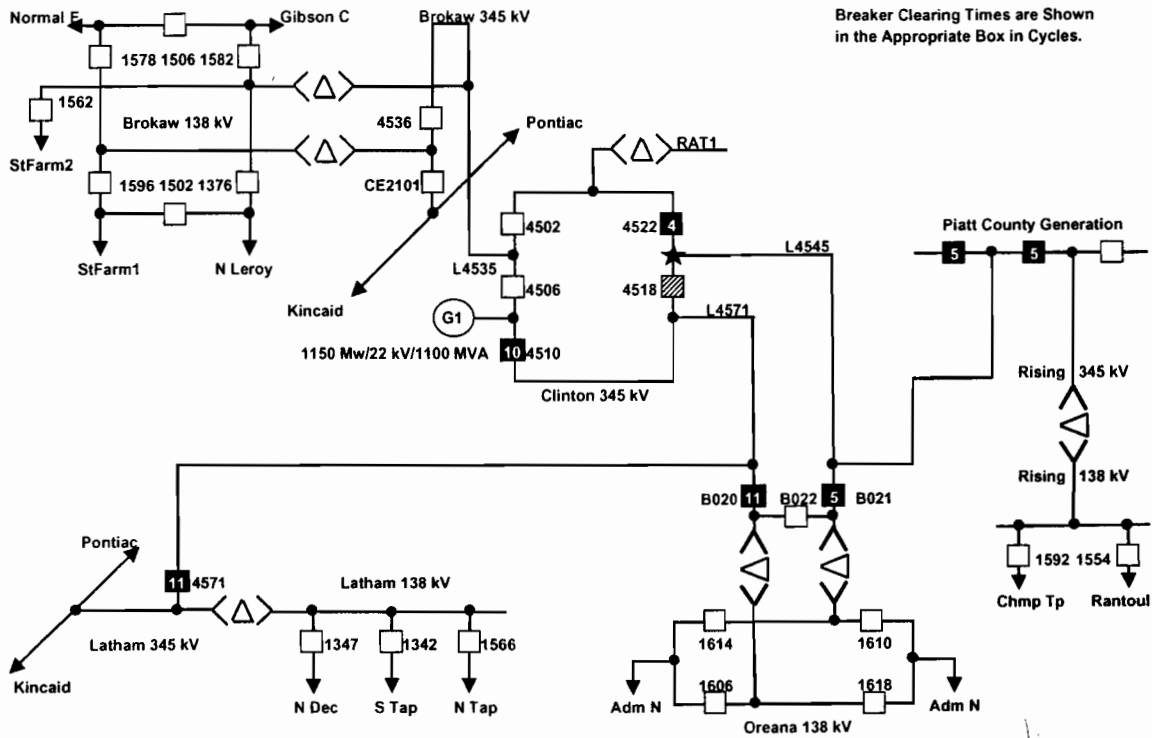 Normal E
Gibson C
Brokaw 345 kV
Breaker Clearing Times are Shown
in the Appropriate Box in Cycles.
1578 1506 1582
1562
Brokaw 138 kV
4536
Pontiac
StFarm2
1596 1502 1376
CE2101
RAT1
StFarm1
N Leroy
Kincaid
4502
4522
4
L4535
L4545
4506
4518
L4571
G1
1150 Mw/22 kV/1100 MVA
10
4510
Clinton 345 kV
Piatt County Generation
5
5
Rising 345 kV
Rising 138 kV
1592
1554
Chmp Tp
Rantoul
B020
11
B022
5
B021
Pontiac
11
4571
Latham 138 kV
Latham 345 kV
Kincaid
1347
1342
1566
N Dec
S Tap
N Tap
1614
1610
1606
1618
Adm N
Adm N
Oreana 138 kV